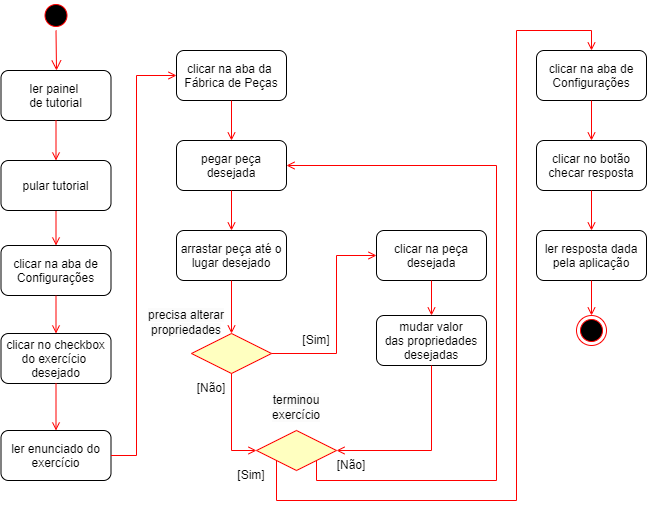 ler painel
de tutorial
pular tutorial
clicar na aba de
Configurações
clicar no checkbox
do exercício
desejado
ler enunciado do
exercício
clicar na aba da
Fábrica de Peças
pegar peça
desejada
arrastar peça até o
lugar desejado
precisa alterar
propriedades
[Sim]
[Não]
clicar na peça
desejada
mudar valor
das propriedades
desejadas
terminou
exercício
[Não]
[Sim]
clicar na aba de
Configurações
clicar no botão
checar resposta
ler resposta dada
pela aplicação